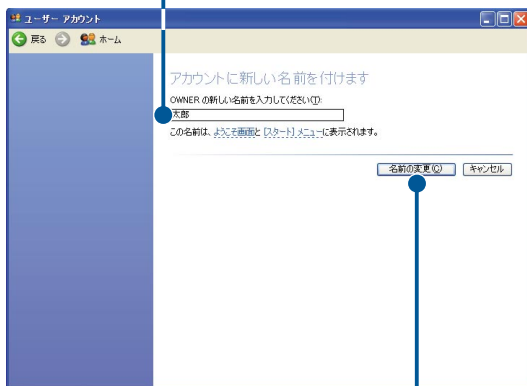 ユーザー アカウント
戻る ホーム
アカウントに新しい名前を付けます
OWNER の新しい名前を入力してください(T):
太郎
この名前は、ようこそ画面と [スタート] メニューに表示されます。
名前の変更(C) キャンセル